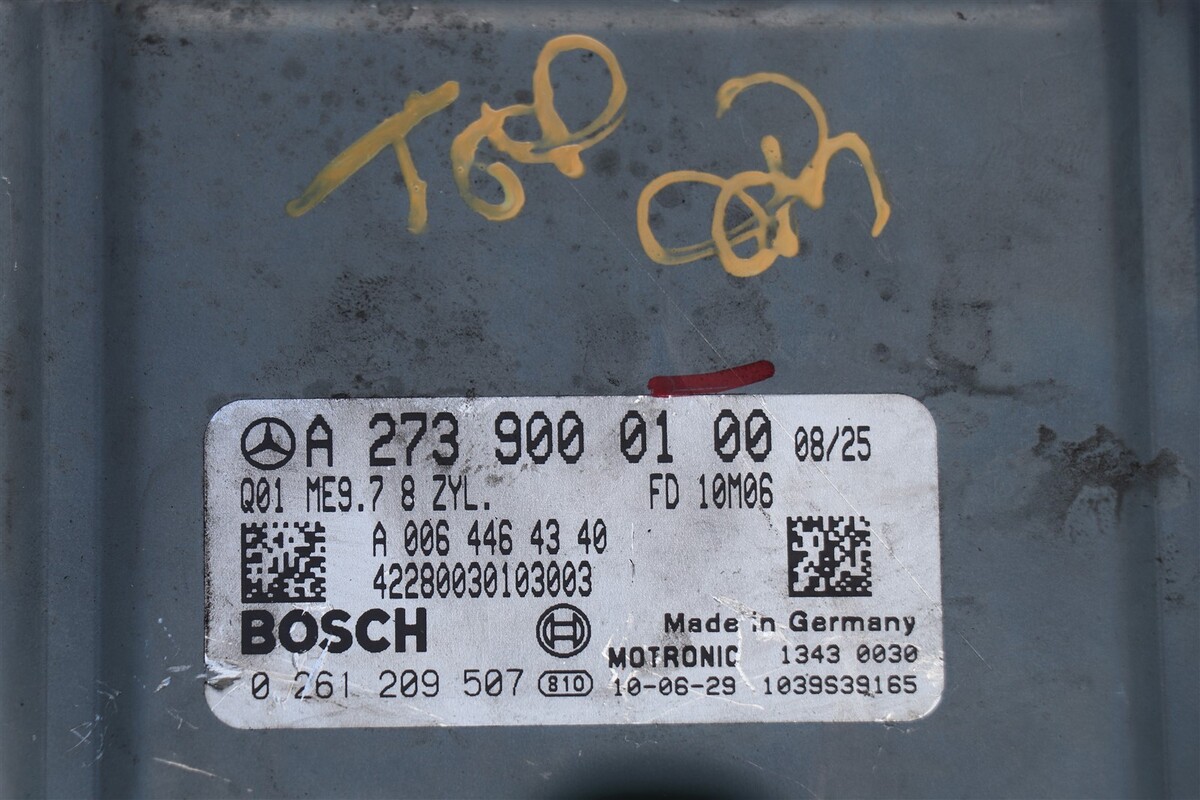 A 273 900 01 00 08/25
Q01 ME9.7 8 ZYL. FD 10M06
A 006 446 43 40
42280030103003
BOSCH
Made in Germany
MOTRONIC 1343 0030
0 261 209 507 810 10-06-29 1039S39165